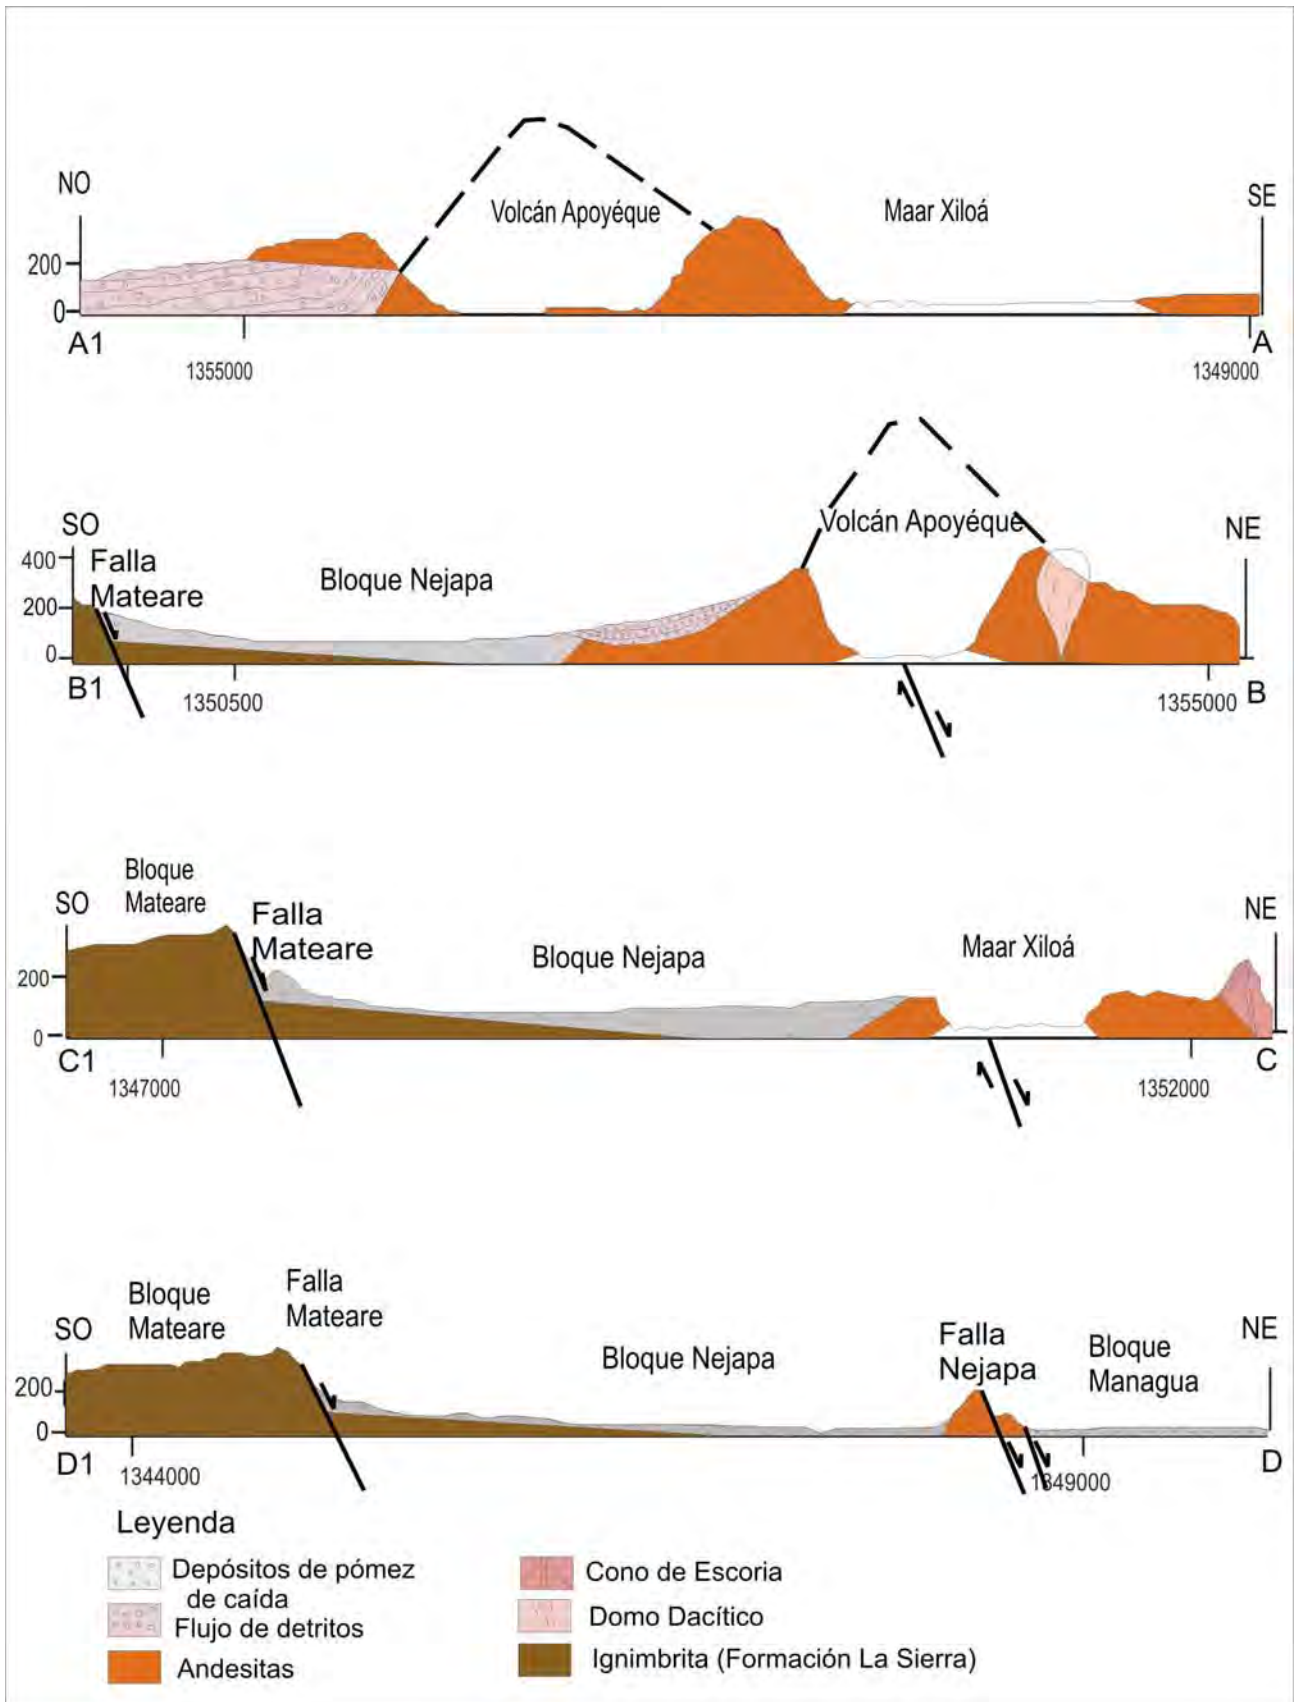 NO
Volcán Apoyéque
Maar Xiloá
SE
200
0
A1
A
1355000
1349000
SO
Falla
Mateare
Bloque Nejapa
Volcán Apoyéque
NE
400
200
0
B1
B
1350500
1355000
Bloque
Mateare
SO
Falla
Mateare
Bloque Nejapa
Maar Xiloá
NE
200
0
C1
C
1347000
1352000
Bloque
Mateare
Falla
Mateare
SO
Bloque Nejapa
Falla
Nejapa
Bloque
Managua
NE
200
0
D1
D
1344000
1349000
Leyenda
Depósitos de pómez
de caída
Flujo de detritos
Andesitas
Cono de Escoria
Domo Dacítico
Ignimbrita (Formación La Sierra)